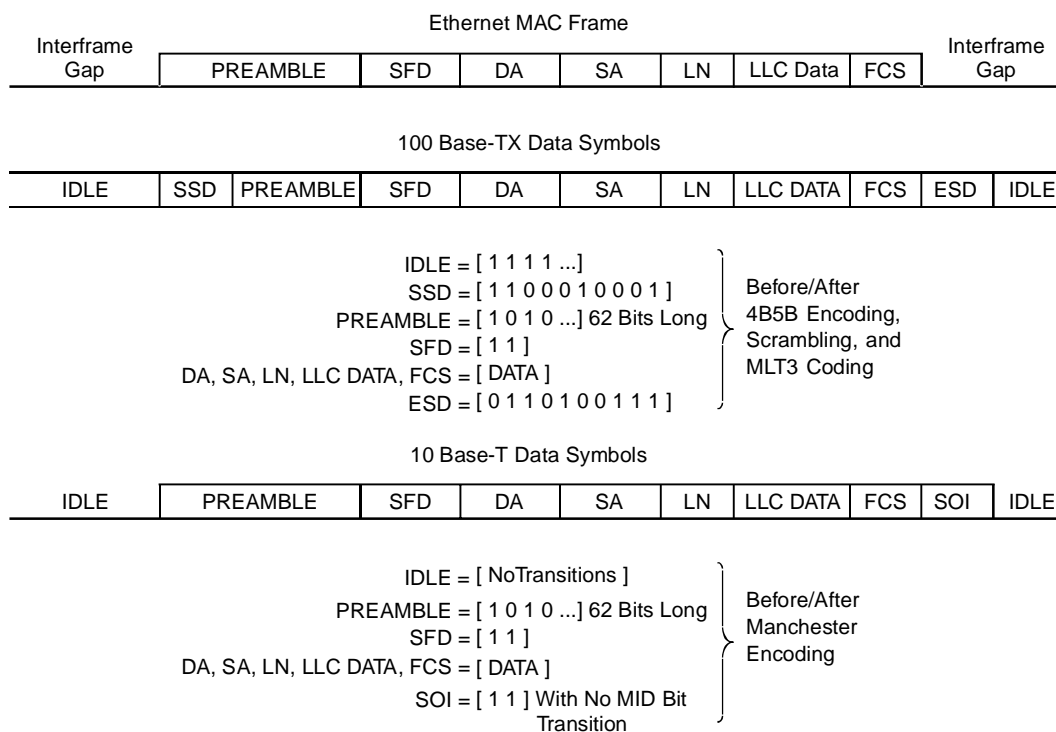 Ethernet MAC Frame
Interframe Gap PREAMBLE SFD DA SA LN LLC Data FCS Interframe Gap
100 Base-TX Data Symbols
IDLE SSD PREAMBLE SFD DA SA LN LLC DATA FCS ESD IDLE
IDLE = [ 1 1 1 1 ...]
SSD = [ 1 1 0 0 0 1 0 0 0 1 ]
PREAMBLE = [ 1 0 1 0 ...] 62 Bits Long
SFD = [ 1 1 ]
DA, SA, LN, LLC DATA, FCS = [ DATA ]
ESD = [ 0 1 1 0 1 0 0 1 1 1 ]
Before/After
4B5B Encoding,
Scrambling, and
MLT3 Coding
10 Base-T Data Symbols
IDLE PREAMBLE SFD DA SA LN LLC DATA FCS SOI IDLE
IDLE = [ NoTransitions ]
PREAMBLE = [ 1 0 1 0 ...] 62 Bits Long
SFD = [ 1 1 ]
DA, SA, LN, LLC DATA, FCS = [ DATA ]
SOI = [ 1 1 ] With No MID Bit
Transition
Before/After
Manchester
Encoding